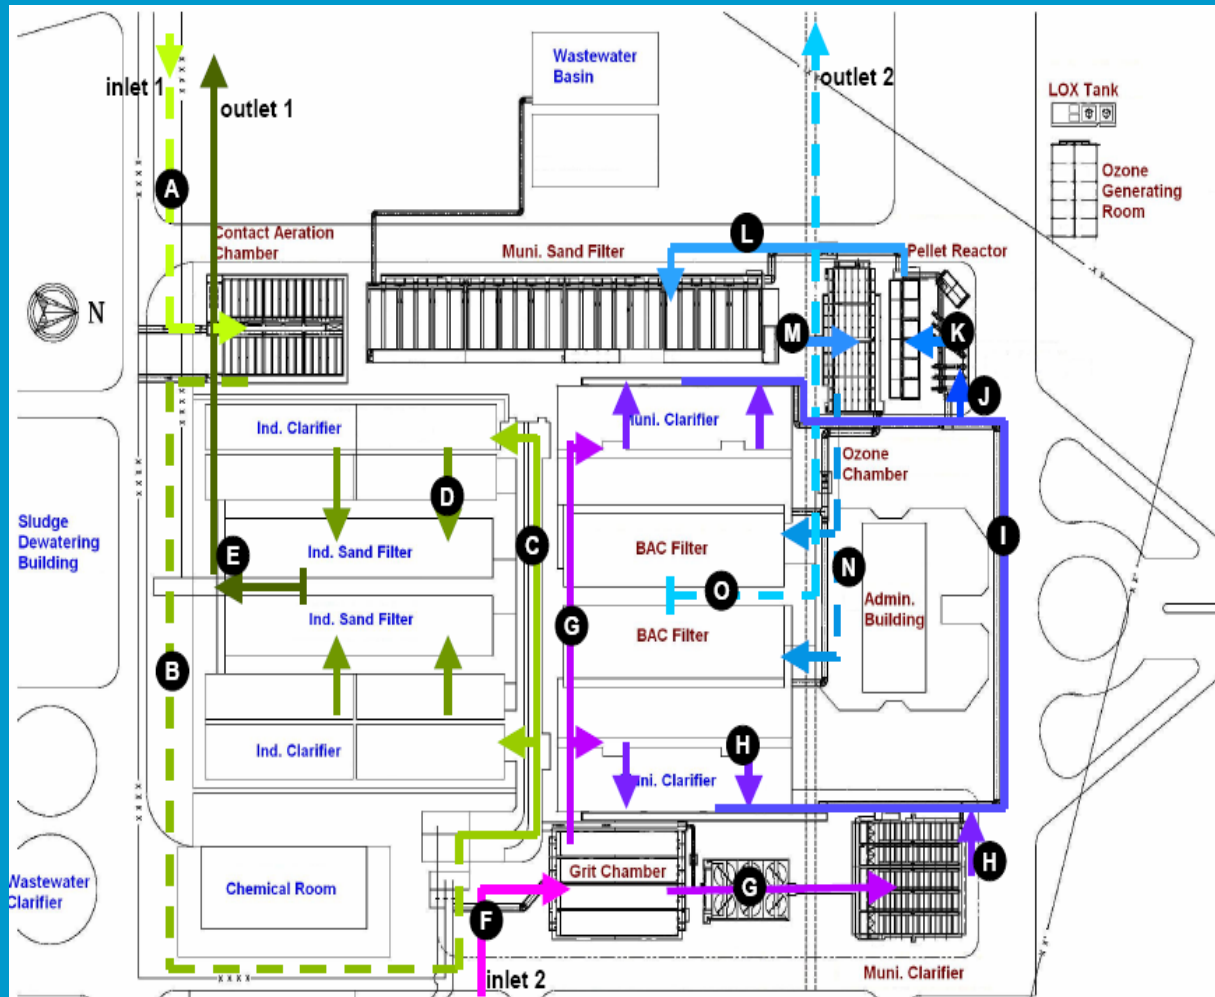 Wastewater
Basin
inlet 1
outlet 1
outlet 2
LOX Tank
Ozone
Generating
Room
A
Contact Aeration
Chamber
Muni. Sand Filter
L
Pellet Reactor
N
M
K
J
Ind. Clarifier
Muni. Clarifier
Ozone
Chamber
D
Sludge
Dewatering
Building
E
Ind. Sand Filter
C
BAC Filter
I
N
O
Admin.
Building
Ind. Sand Filter
G
BAC Filter
B
Ind. Clarifier
H
Muni. Clarifier
Wastewater
Clarifier
Chemical Room
Grit Chamber
G
H
F
inlet 2
Muni. Clarifier
x x x x
x x x x
x x x x
x x x x
x x x x